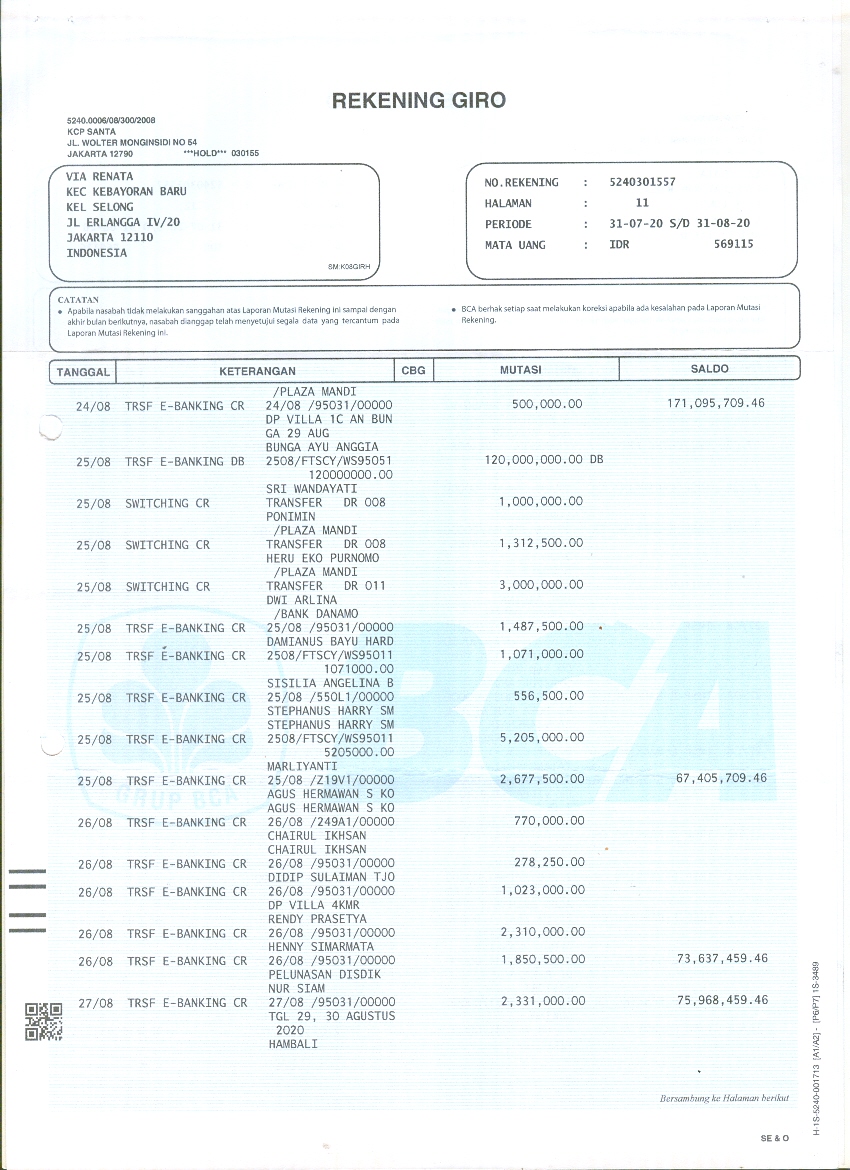 REKENING GIRO
5240.0006/08/300/2008
KCP SANTA
JL. WOLTER MONGINSIDI NO 54
JAKARTA 12790 ***HOLD*** 030155
VIA RENATA
KEC KEBAYORAN BARU
KEL SELONG
JL ERLANGGA IV/20
JAKARTA 12110
INDONESIA
SM:K08GIRH
NO.REKENING : 5240301557
HALAMAN : 11
PERIODE : 31-07-20 S/D 31-08-20
MATA UANG : IDR 569115
CATATAN
• Apabila nasabah tidak melakukan sanggahan atas Laporan Mutasi Rekening ini sampai dengan
akhir bulan berikutnya, nasabah dianggap telah menyetujui segala data yang tercantum pada
Laporan Mutasi Rekening ini.
• BCA berhak setiap saat melakukan koreksi apabila ada kesalahan pada Laporan Mutasi
Rekening.
TANGGAL KETERANGAN CBG MUTASI SALDO
/PLAZA MANDI
24/08 TRSF E-BANKING CR 24/08 /95031/00000 500,000.00 171,095,709.46
DP VILLA 1C AN BUN
GA 29 AUG
BUNGA AYU ANGGIA
25/08 TRSF E-BANKING DB 2508/FTSCY/WS95051 120,000,000.00 DB
120000000.00
SRI WANDAYATI
25/08 SWITCHING CR TRANSFER DR 008 1,000,000.00
PONIMIN
/PLAZA MANDI
25/08 SWITCHING CR TRANSFER DR 008 1,312,500.00
HERU EKO PURNOMO
/PLAZA MANDI
25/08 SWITCHING CR TRANSFER DR 011 3,000,000.00
DWI ARLINA
/BANK DANAMO
25/08 TRSF E-BANKING CR 25/08 /95031/00000 1,487,500.00
DAMIANUS BAYU HARD
25/08 TRSF E-BANKING CR 2508/FTSCY/WS95011 1,071,000.00
1071000.00
SISILIA ANGELINA B
25/08 TRSF E-BANKING CR 25/08 /550L1/00000 556,500.00
STEPHANUS HARRY SM
STEPHANUS HARRY SM
25/08 TRSF E-BANKING CR 2508/FTSCY/WS95011 5,205,000.00
5205000.00
MARLIYANTI
25/08 TRSF E-BANKING CR 25/08 /Z19V1/00000 2,677,500.00 67,405,709.46
AGUS HERMAWAN S KO
AGUS HERMAWAN S KO
26/08 TRSF E-BANKING CR 26/08 /249A1/00000 770,000.00
CHAIRUL IKHSAN
CHAIRUL IKHSAN
26/08 TRSF E-BANKING CR 26/08 /95031/00000 278,250.00
DIDIP SULAIMAN TJO
26/08 TRSF E-BANKING CR 26/08 /95031/00000 1,023,000.00
DP VILLA 4KMR
RENDY PRASETYA
26/08 TRSF E-BANKING CR 26/08 /95031/00000 2,310,000.00
HENNY SIMARMATA
26/08 TRSF E-BANKING CR 26/08 /95031/00000 1,850,500.00 73,637,459.46
PELUNASAN DISDIK
NUR SIAM
27/08 TRSF E-BANKING CR 27/08 /95031/00000 2,331,000.00 75,968,459.46
TGL 29, 30 AGUSTUS
2020
HAMBALI
BCA
GRUP BCA
Bersambung ke Halaman berikut
SE & O
H-1S-5240-001713 [A1/A2] - [P6/P7] 1S-3489